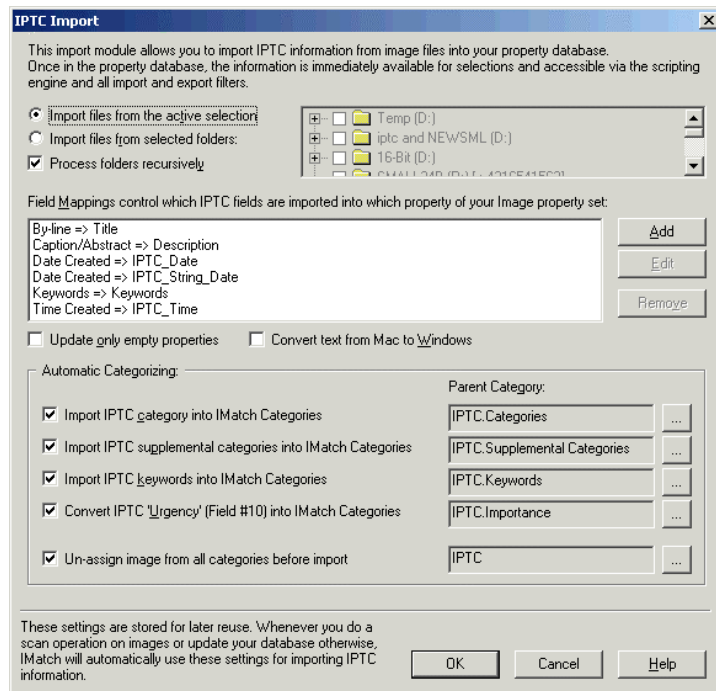 IPTC Import
This import module allows you to import IPTC information from image files into your property database.
Once in the property database, the information is immediately available for selections and accessible via the scripting
engine and all import and export filters.
Import files from the active selection
Import files from selected folders:
Process folders recursively
Temp (D:)
iptc and NEWSML (D:)
16-Bit (D:)
Field Mappings control which IPTC fields are imported into which property of your Image property set:
By-line => Title
Caption/Abstract => Description
Date Created => IPTC_Date
Date Created => IPTC_String_Date
Keywords => Keywords
Time Created => IPTC_Time
Add
Edit
Remove
Update only empty properties
Convert text from Mac to Windows
Automatic Categorizing:
Parent Category:
Import IPTC category into IMatch Categories
IPTC.Categories
...
Import IPTC supplemental categories into IMatch Categories
IPTC.Supplemental Categories
...
Import IPTC keywords into IMatch Categories
IPTC.Keywords
...
Convert IPTC 'Urgency' (Field #10) into IMatch Categories
IPTC.Importance
...
Un-assign image from all categories before import
IPTC
...
These settings are stored for later reuse. Whenever you do a
scan operation on images or update your database otherwise,
IMatch will automatically use these settings for importing IPTC
information.
OK
Cancel
Help